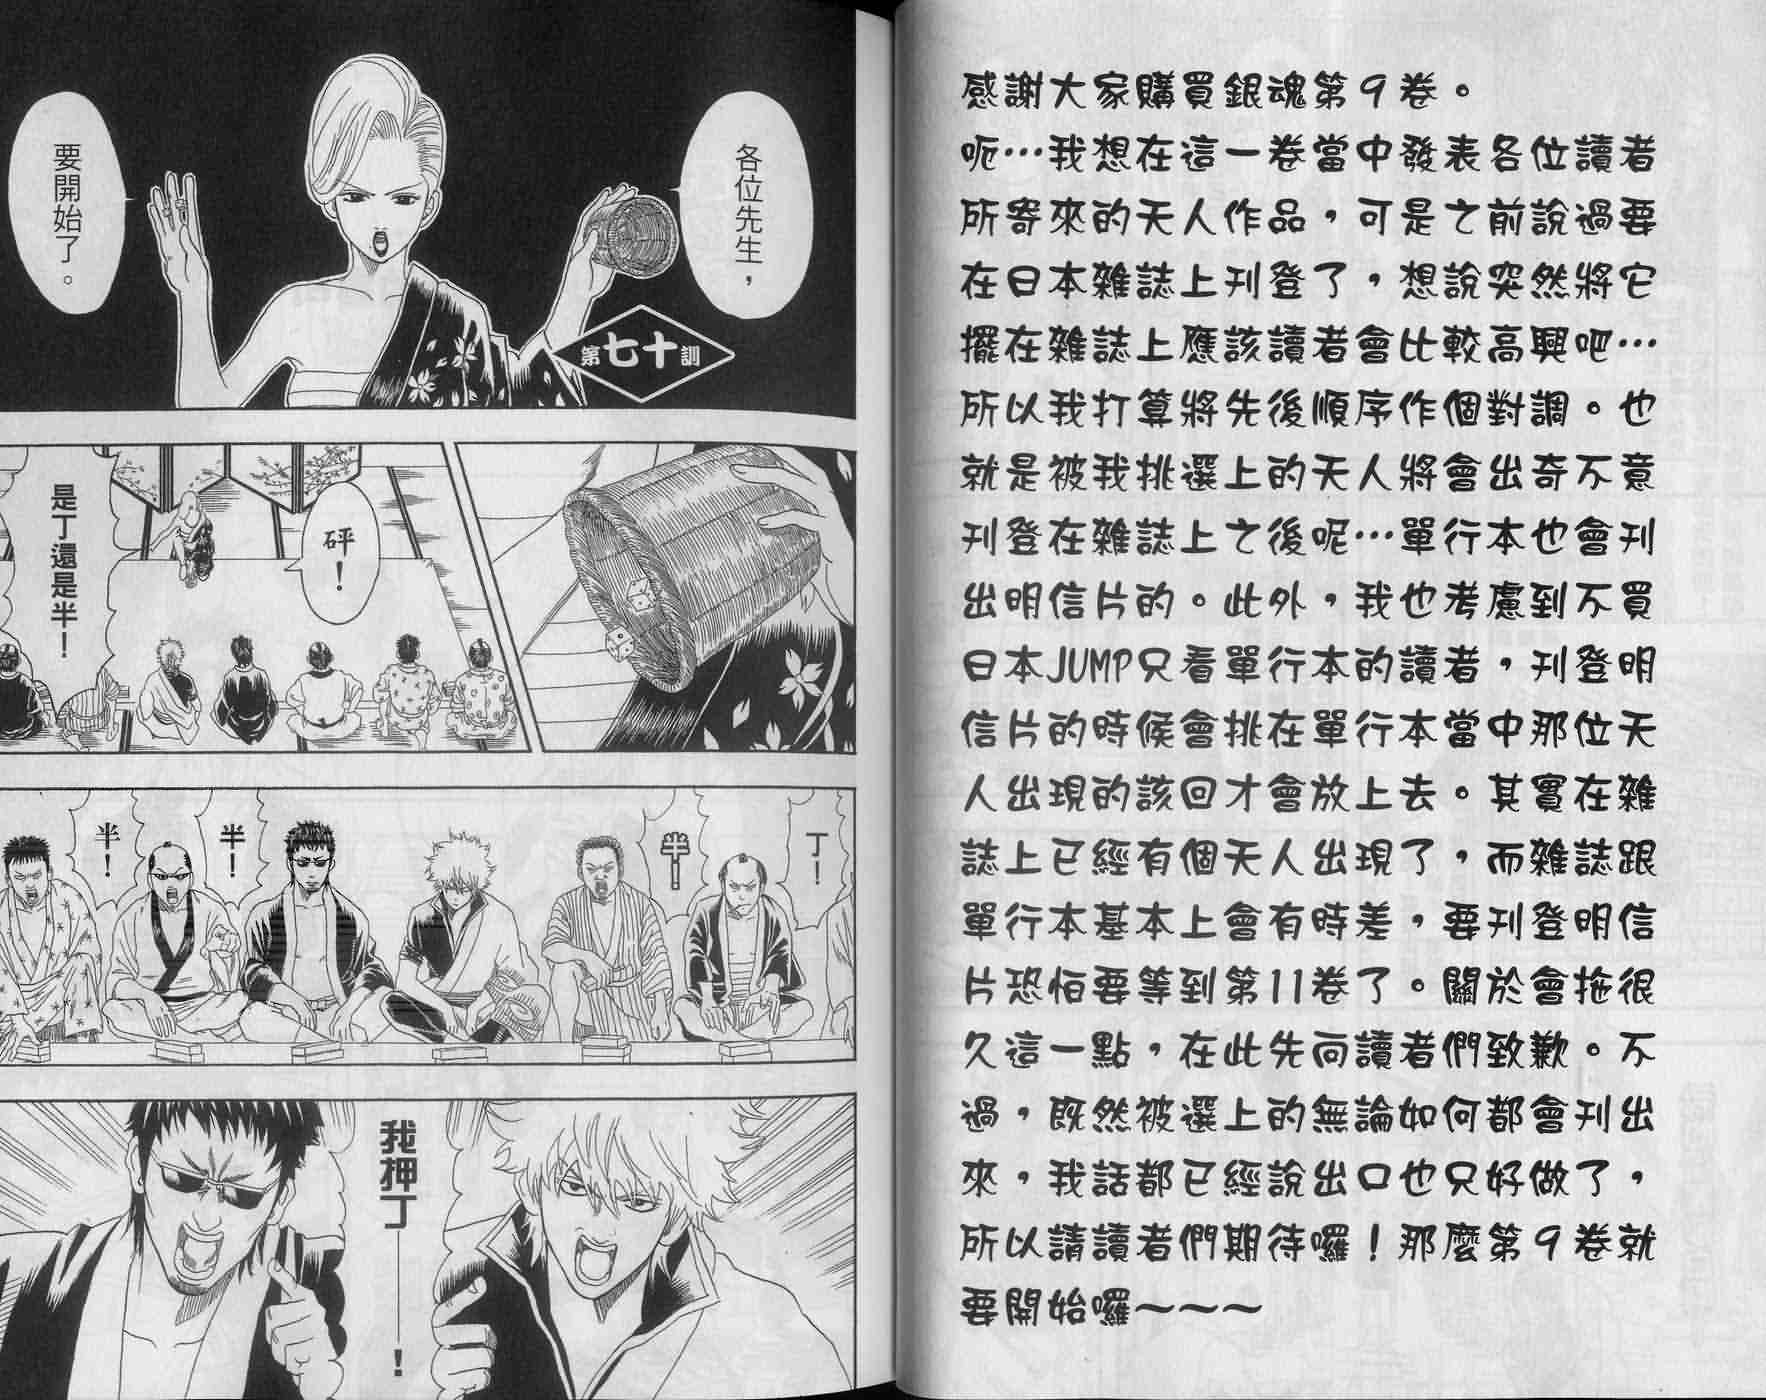 感謝大家購買銀魂第9卷。
呃…我想在這一卷當中發表各位讀者
所寄來的天人作品，可是之前說過要
在日本雜誌上刊登了，想說突然將它
擺在雜誌上應該讀者會比較高興吧…
所以我打算將先後順序作個對調。也
就是被我挑選上的天人將會出奇不意
刊登在雜誌上之後呢…單行本也會刊
出明信片的。此外，我也考慮到不買
日本JUMP只看單行本的讀者，刊登明
信片的時候會挑在單行本當中那位天
人出現的該回才會放上去。其實在雜
誌上已經有個天人出現了，而雜誌跟
單行本基本上會有時差，要刊登明信
片恐怕要等到第11卷了。關於會拖很
久這一點，在此先向讀者們致歉。不
過，既然被選上的無論如何都會刊出
來，我話都已經說出口也只好做了，
所以請讀者們期待囉！那麼第9卷就
要開始囉～～～
各位先生，
要開始了。
第七十訓
砰！
是丁還是半！
丁！
半！
半！
半！
我押丁——！